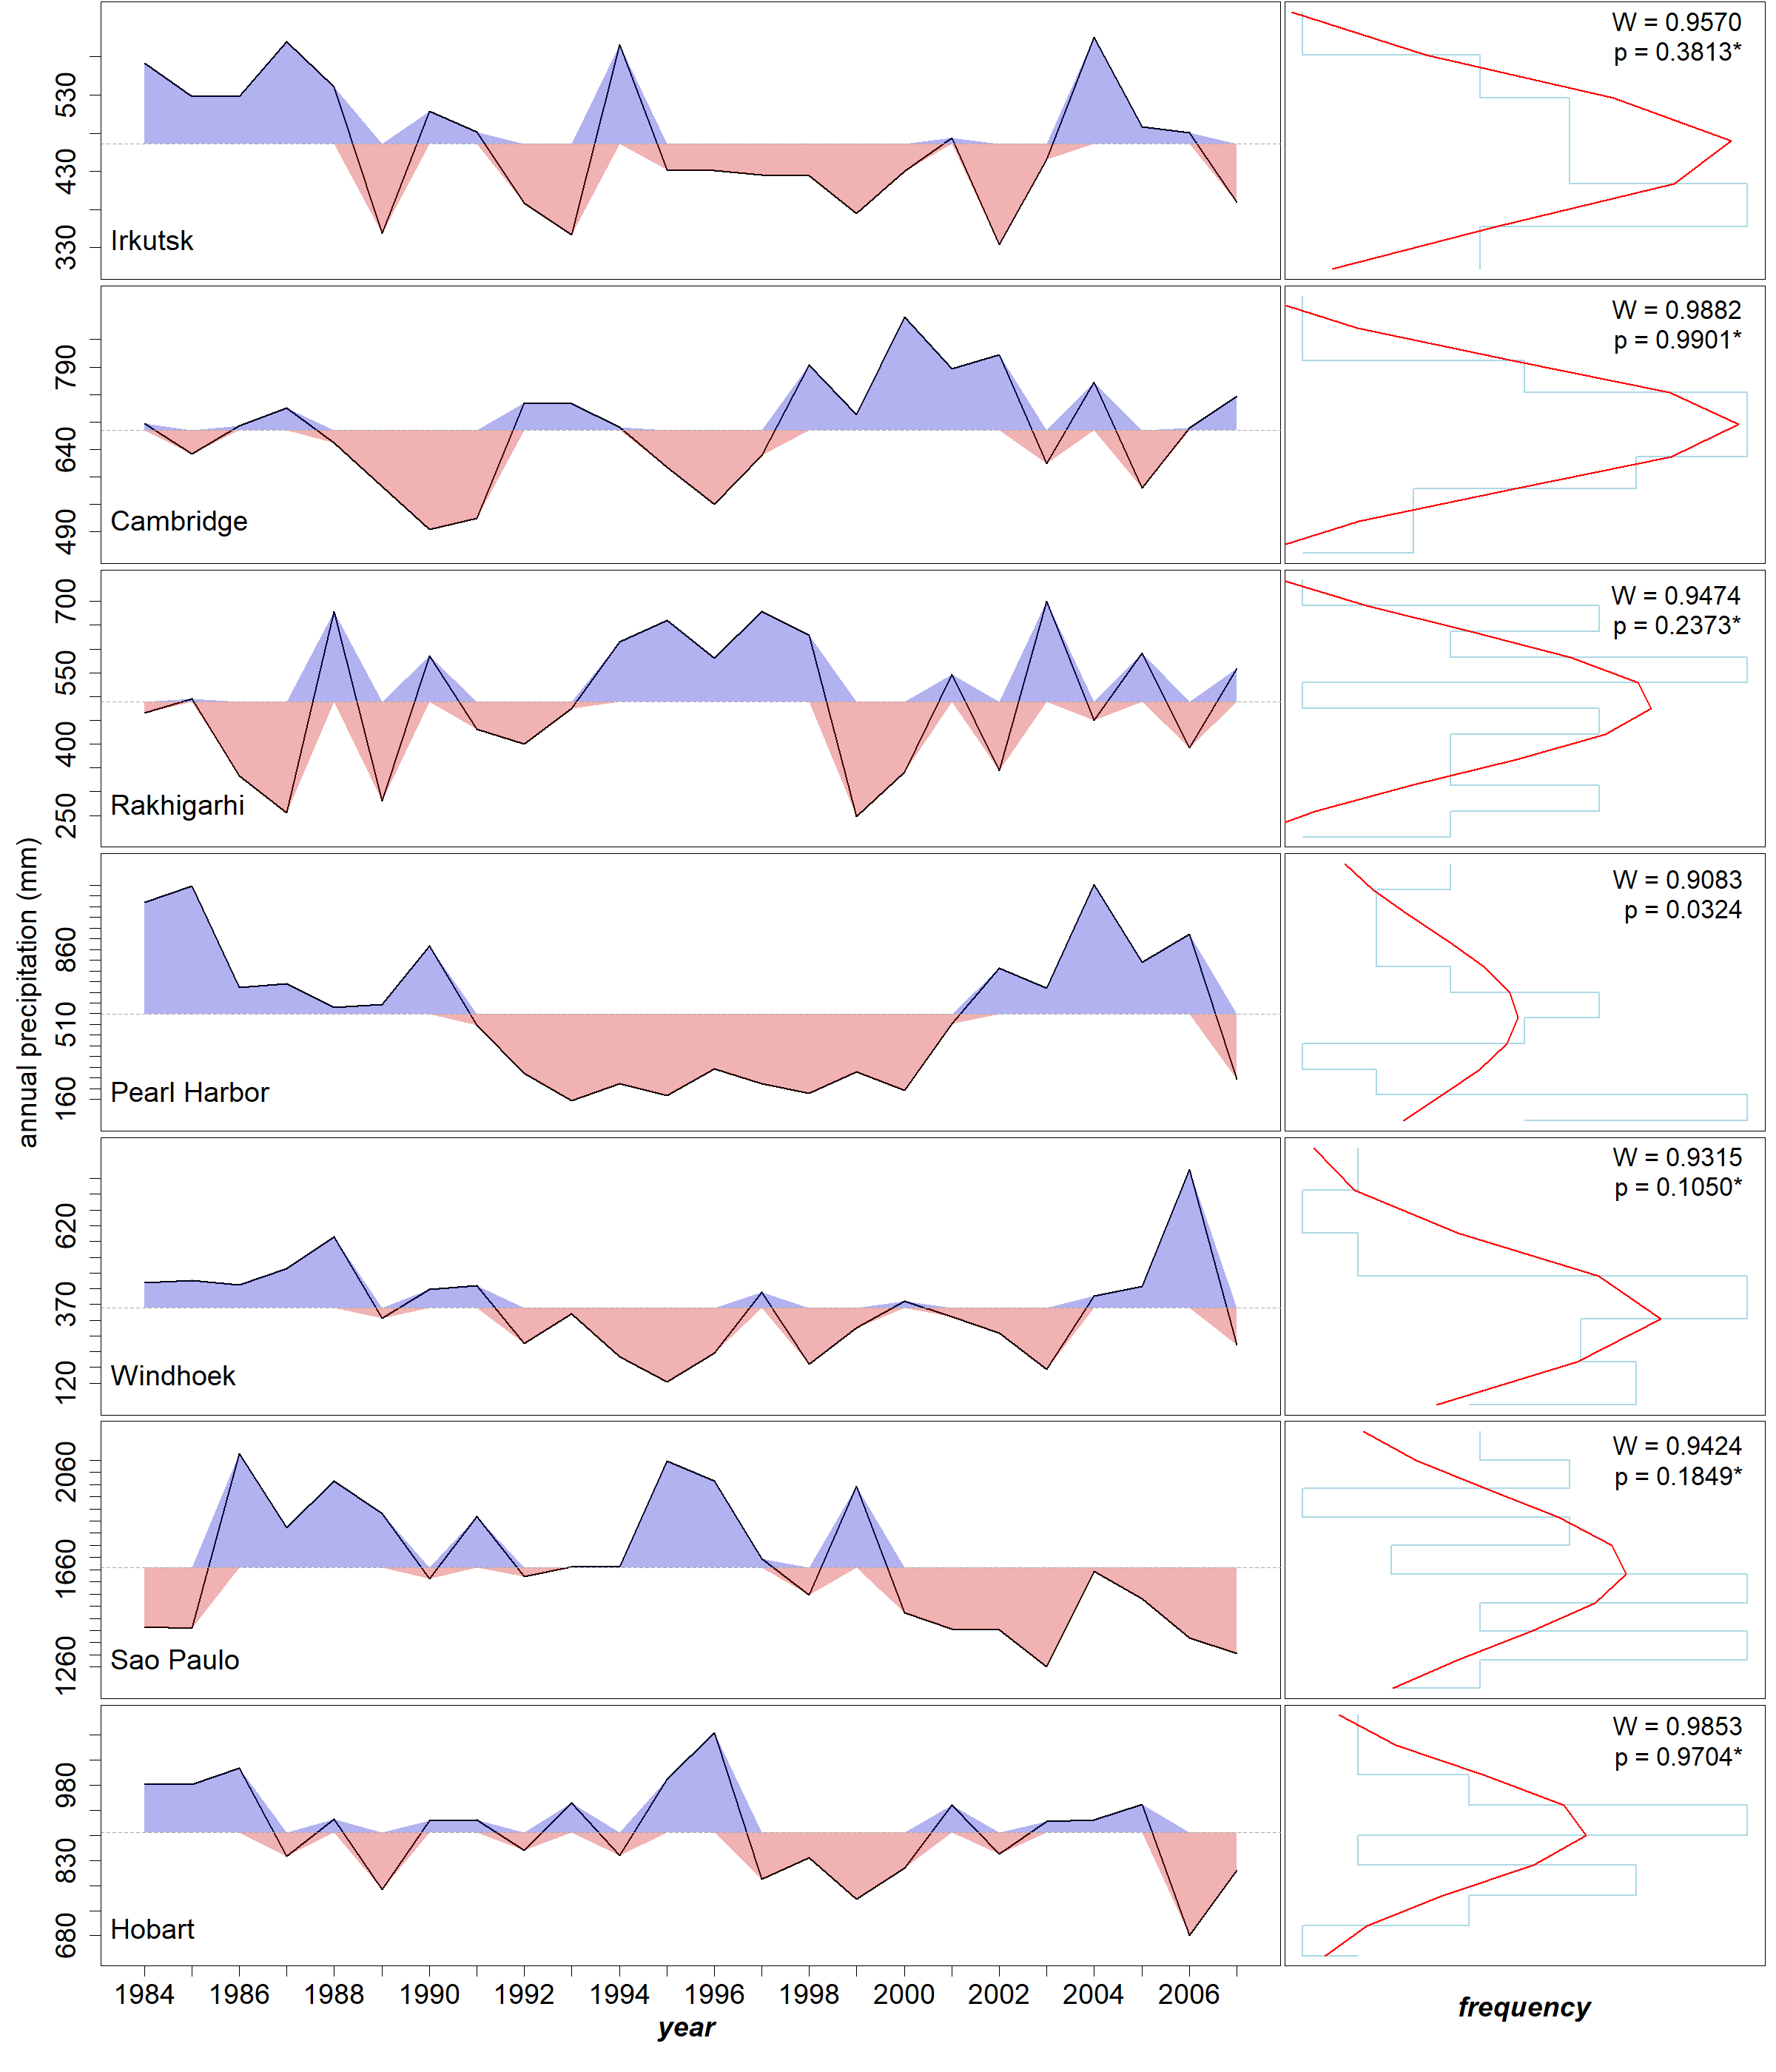 annual precipitation (mm)
530
430
330
Irkutsk
W = 0.9570
p = 0.3813*
790
640
490
Cambridge
W = 0.9882
p = 0.9901*
700
550
400
250
Rakhigarhi
W = 0.9474
p = 0.2373*
860
510
160
Pearl Harbor
W = 0.9083
p = 0.0324
620
370
120
Windhoek
W = 0.9315
p = 0.1050*
2060
1660
1260
Sao Paulo
W = 0.9424
p = 0.1849*
980
830
680
Hobart
W = 0.9853
p = 0.9704*
1984 1986 1988 1990 1992 1994 1996 1998 2000 2002 2004 2006
year
frequency